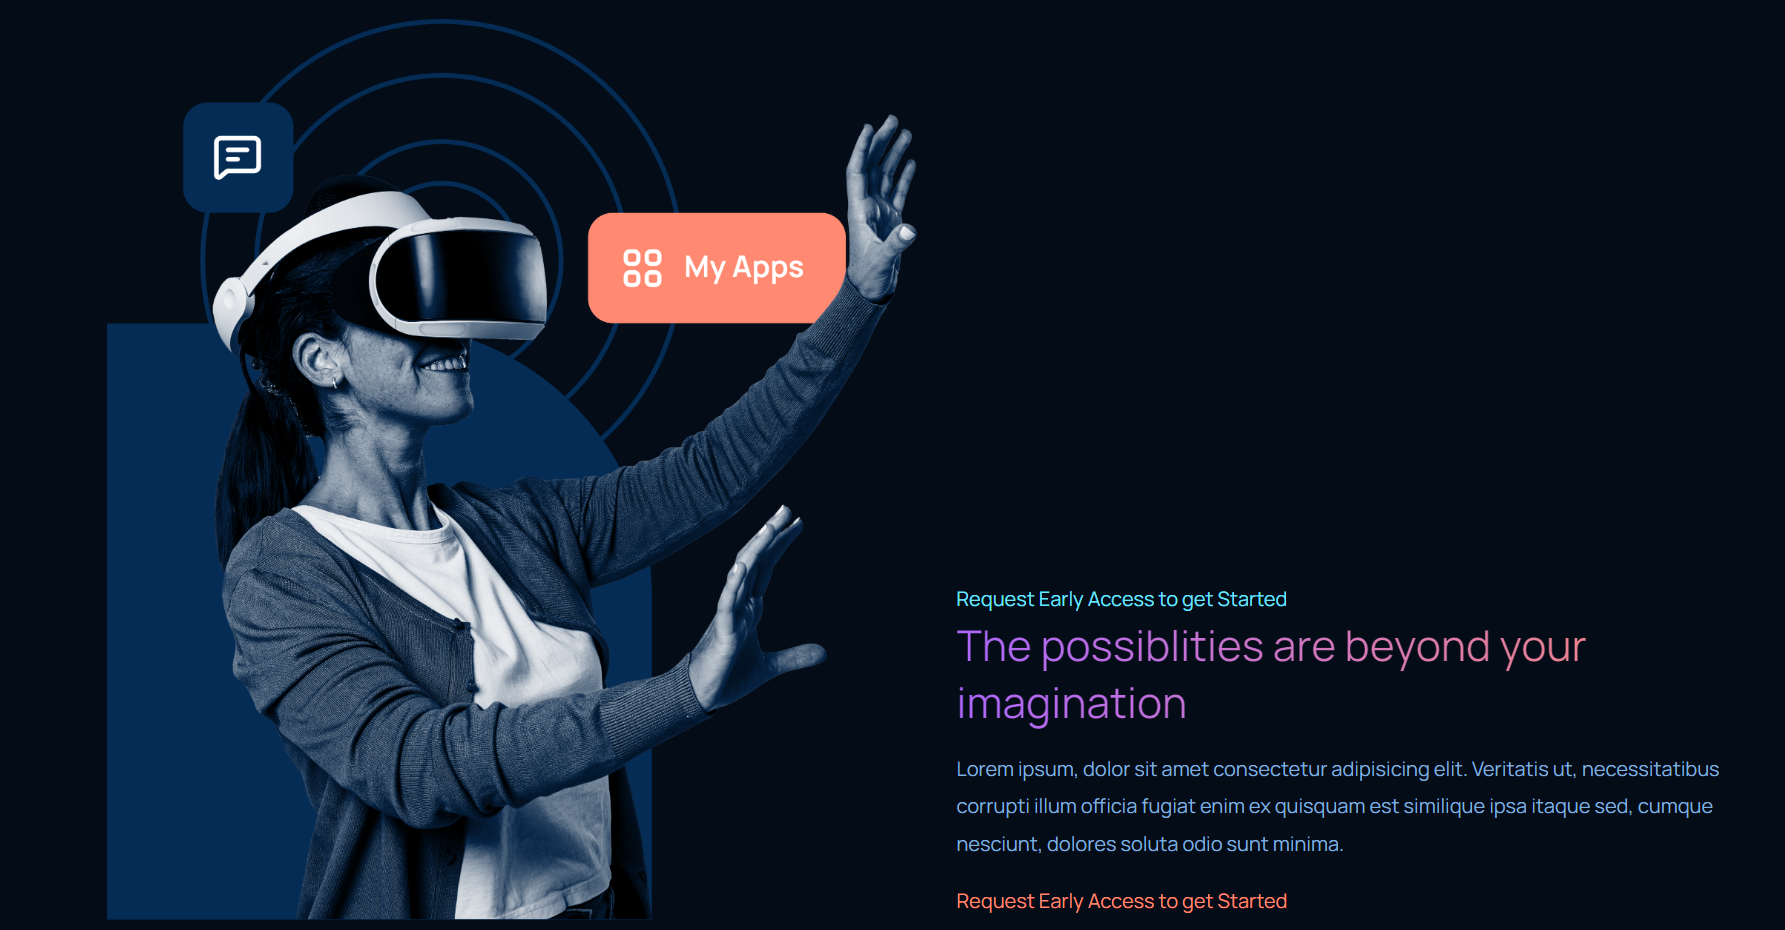 My Apps
Request Early Access to get Started
The possiblities are beyond your
imagination
Lorem ipsum, dolor sit amet consectetur adipisicing elit. Veritatis ut, necessitatibus
corrupti illum officia fugiat enim ex quisquam est similique ipsa itaque sed, cumque
nesciunt, dolores soluta odio sunt minima.
Request Early Access to get Started